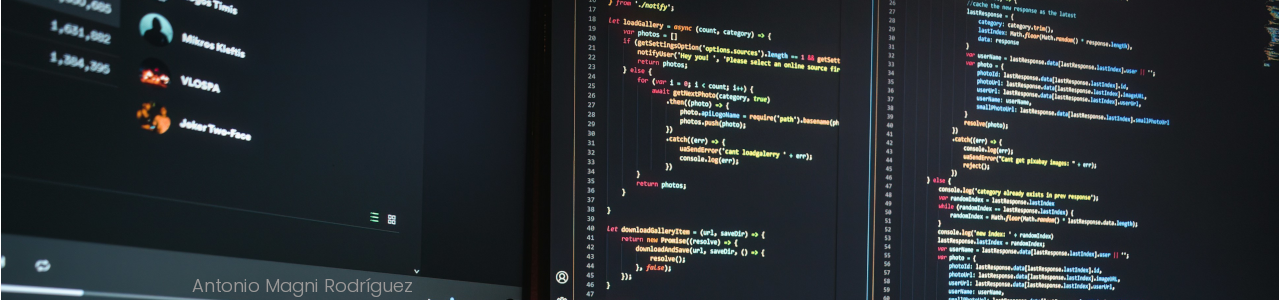 Mikros Kleftis
1,631,882
VLOSPA
1,384,395
Joker Two-Face
Antonio Magni Rodríguez
} from './notify';
let loadGallery = async (count, category) => {
var photos = []
if (getSettingsOption('options.sources').length == 1 &&
notifyUser('Hey you! ', 'Please select an online source
return photos;
} else {
for (var i = 0; i < count; i++) {
await getNextPhoto(category, true)
.then((photo) => {
photo.apiLogoName = require('path').basename(
photos.push(photo);
})
.catch((err) => {
uaSendError('cant loadgalerry ' + err);
console.log(err);
})
}
return photos;
}
}
let downloadGalleryItem = (url, saveDir) => {
return new Promise((resolve) => {
downloadAndSave(url, saveDir, () => {
resolve();
}, false);
});
}
//cache the new response as the latest
lastResponse = {
category: category.trim(),
lastIndex: Math.floor(Math.random() * response.length),
data: response
}
var userName = lastResponse.data[lastResponse.lastIndex].user || '';
var photo = {
photoId: lastResponse.data[lastResponse.lastIndex].id,
photoUrl: lastResponse.data[lastResponse.lastIndex].imageURL,
userUrl: lastResponse.data[lastResponse.lastIndex].userUrl,
userName: userName,
smallPhotoUrl: lastResponse.data[lastResponse.lastIndex].smallPhotoUrl
}
resolve(photo);
})
.catch((err) => {
console.log(err);
uaSendError("Cant get pixabay images: " + err);
reject();
})
} else {
console.log('category already exists in prev response');
var randomIndex = lastResponse.lastIndex
while (randomIndex == lastResponse.lastIndex) {
randomIndex = Math.floor(Math.random() * lastResponse.data.length);
}
console.log('new index: ' + randomIndex)
lastResponse.lastIndex = randomIndex;
var userName = lastResponse.data[lastResponse.lastIndex].user || '';
var photo = {
photoId: lastResponse.data[lastResponse.lastIndex].id,
photoUrl: lastResponse.data[lastResponse.lastIndex].imageURL,
userUrl: lastResponse.data[lastResponse.lastIndex].userUrl,
userName: userName,